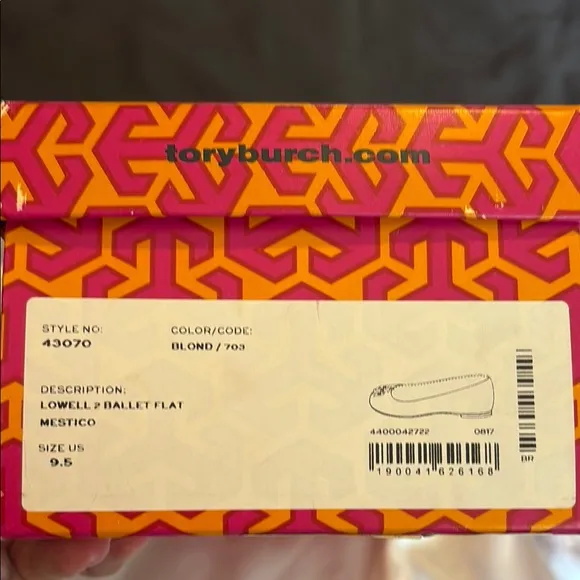 toryburch.com
STYLE NO:
43070
COLOR/CODE:
BLOND / 703
DESCRIPTION:
LOWELL 2 BALLET FLAT
MESTICO
SIZE US
9.5
4400042722
0817
190041626168
BR